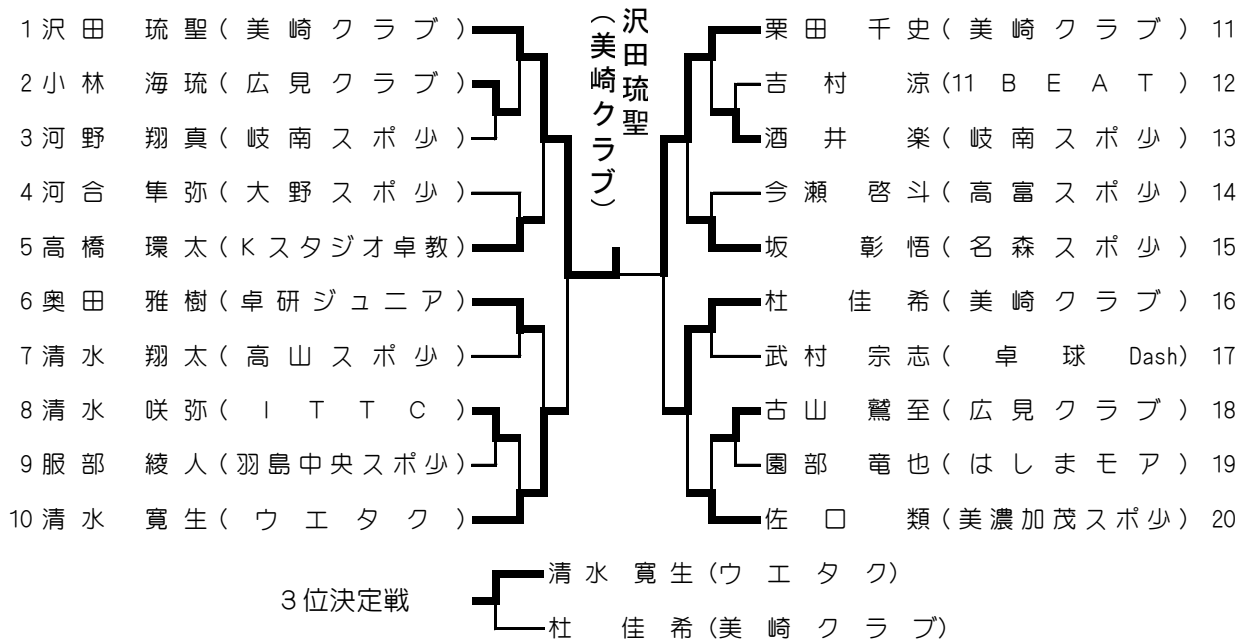 1 沢田 琉聖(美崎クラブ)
2 小林 海琉(広見クラブ)
3 河野 翔真(岐南スポ少)
4 河合 隼弥(大野スポ少)
5 高橋 環太(Kスタジオ卓教)
6 奥田 雅樹(卓研ジュニア)
7 清水 翔太(高山スポ少)
8 清水 咲弥(ITTC)
9 服部 綾人(羽島中央スポ少)
10 清水 寛生(ウエタク)
沢田琉聖
(美崎クラブ)
栗田 千史(美崎クラブ) 11
吉村 涼(11BEAT) 12
酒井 楽(岐南スポ少) 13
今瀬 啓斗(高富スポ少) 14
坂 彰悟(名森スポ少) 15
杜 佳希(美崎クラブ) 16
武村 宗志(卓球Dash) 17
古山 鷲至(広見クラブ) 18
園部 竜也(はしまモア) 19
佐口 類(美濃加茂スポ少) 20
3位決定戦
清水 寛生(ウエタク)
杜 佳希(美崎クラブ)